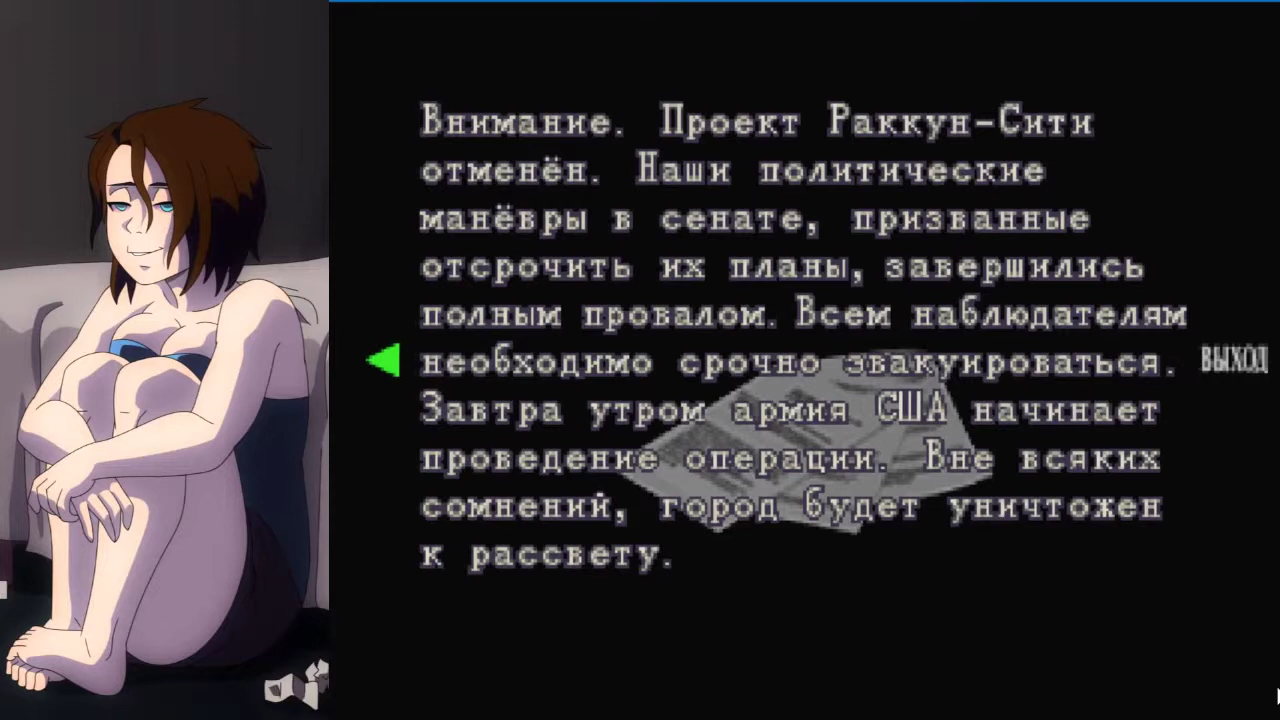 Внимание. Проект Раккун-Сити
отменён. Наши политические
манёвры в сенате, призванные
отсрочить их планы, завершились
полным провалом. Всем наблюдателям
необходимо срочно эвакуироваться.
ВЫХОД
Завтра утром армия США начинает
проведение операции. Вне всяких
сомнений, город будет уничтожен
к рассвету.